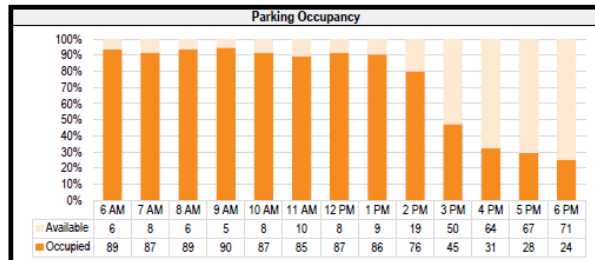 Parking Occupancy
100%
90%
80%
70%
60%
50%
40%
30%
20%
10%
0%
6 AM 7 AM 8 AM 9 AM 10 AM 11 AM 12 PM 1 PM 2 PM 3 PM 4 PM 5 PM 6 PM
Available 6 8 6 5 8 10 8 9 19 50 64 67 71
Occupied 89 87 89 90 87 85 87 86 76 45 31 28 24